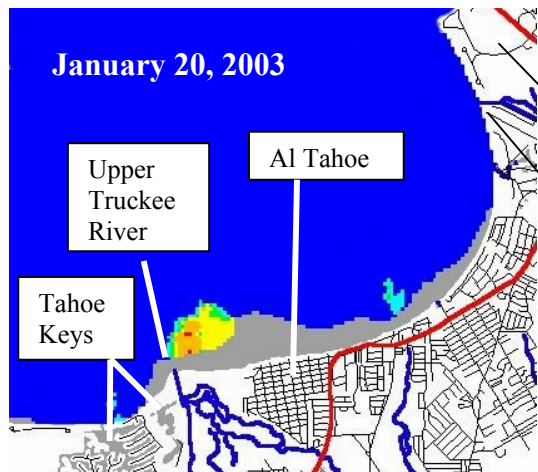 January 20, 2003
Upper
Truckee
River
Al Tahoe
Tahoe
Keys